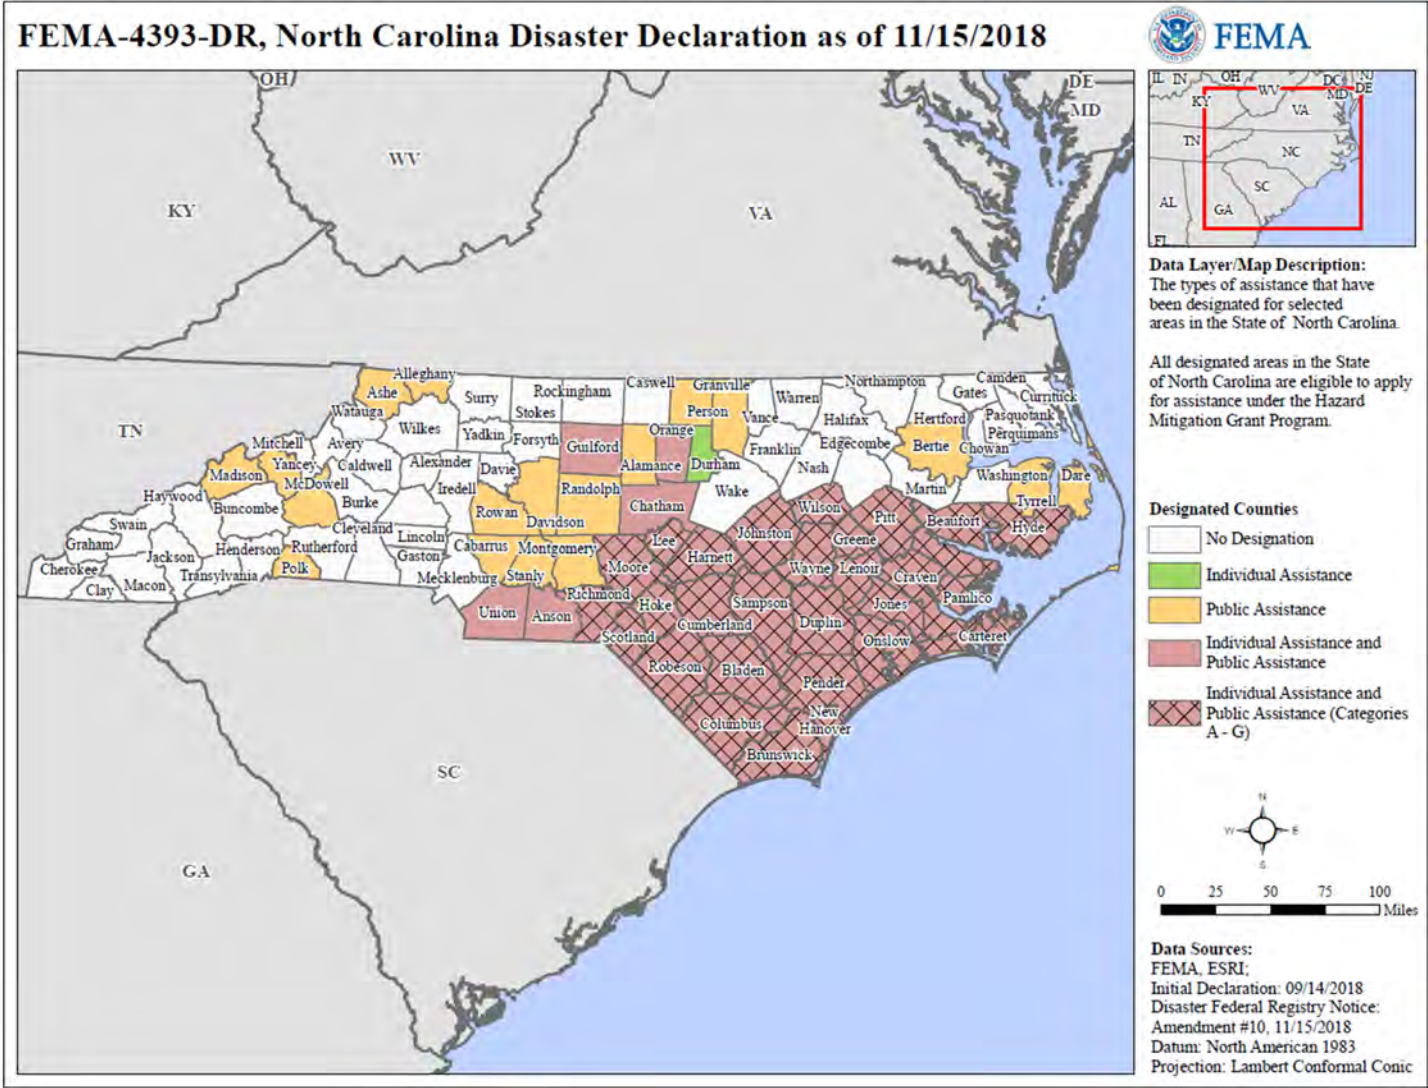 FEMA-4393-DR, North Carolina Disaster Declaration as of 11/15/2018
FEMA
OH
DE
MD
WV
KY
VA
TN
SC
GA
IL IN OH DC NJ
KY WV MD DE
VA
TN
NC
SC
AL
GA
FL
Alleghany
Ashe
Surry
Rockingham
Stokes
Caswell
Granville
Person
Warren
Northampton
Camden
Gates
Currituck
Watauga
Wilkes
Yadkin
Forsyth
Guilford
Orange
Vance
Halifax
Hertford
Pasquotank
Perquimans
Mitchell
Avery
Alamance
Durham
Franklin
Edgecombe
Bertie
Chowan
Madison
Yancey
Caldwell
Alexander
Davie
Nash
Washington
Dare
McDowell
Iredell
Randolph
Wake
Martin
Tyrrell
Haywood
Buncombe
Burke
Rowan
Davidson
Chatham
Wilson
Pitt
Beaufort
Hyde
Swain
Cleveland
Lincoln
Johnston
Greene
Graham
Jackson
Henderson
Rutherford
Gaston
Cabarrus
Montgomery
Lee
Harnett
Cherokee
Macon
Transylvania
Polk
Mecklenburg
Stanly
Moore
Wayne
Lenoir
Craven
Clay
Richmond
Hoke
Sampson
Jones
Pamlico
Union
Anson
Cumberland
Duplin
Scotland
Onslow
Carteret
Robeson
Bladen
Pender
Columbus
New
Hanover
Brunswick
Data Layer/Map Description:
The types of assistance that have
been designated for selected
areas in the State of North Carolina.
All designated areas in the State
of North Carolina are eligible to apply
for assistance under the Hazard
Mitigation Grant Program.
Designated Counties
No Designation
Individual Assistance
Public Assistance
Individual Assistance and
Public Assistance
Individual Assistance and
Public Assistance (Categories
A - G)
N
W E
S
0 25 50 75 100
Miles
Data Sources:
FEMA, ESRI;
Initial Declaration: 09/14/2018
Disaster Federal Registry Notice:
Amendment #10, 11/15/2018
Datum: North American 1983
Projection: Lambert Conformal Conic